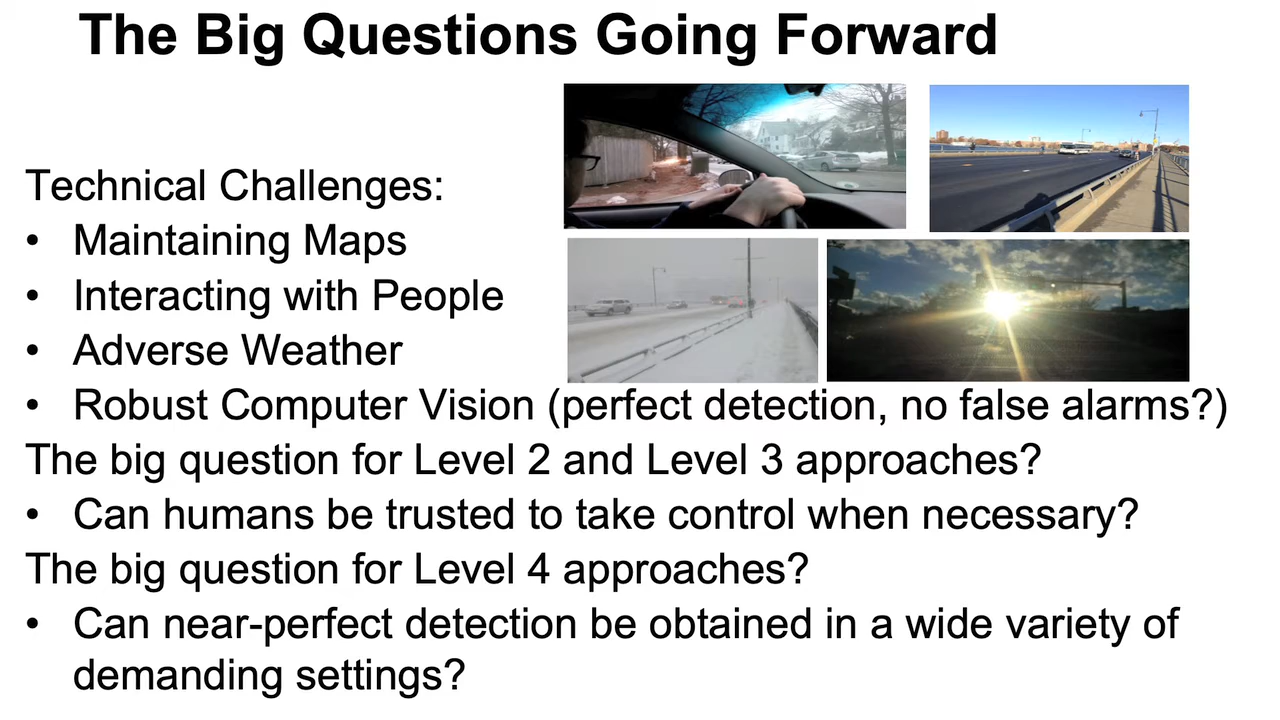 The Big Questions Going Forward
Technical Challenges:
• Maintaining Maps
• Interacting with People
• Adverse Weather
• Robust Computer Vision (perfect detection, no false alarms?)
The big question for Level 2 and Level 3 approaches?
• Can humans be trusted to take control when necessary?
The big question for Level 4 approaches?
• Can near-perfect detection be obtained in a wide variety of
demanding settings?